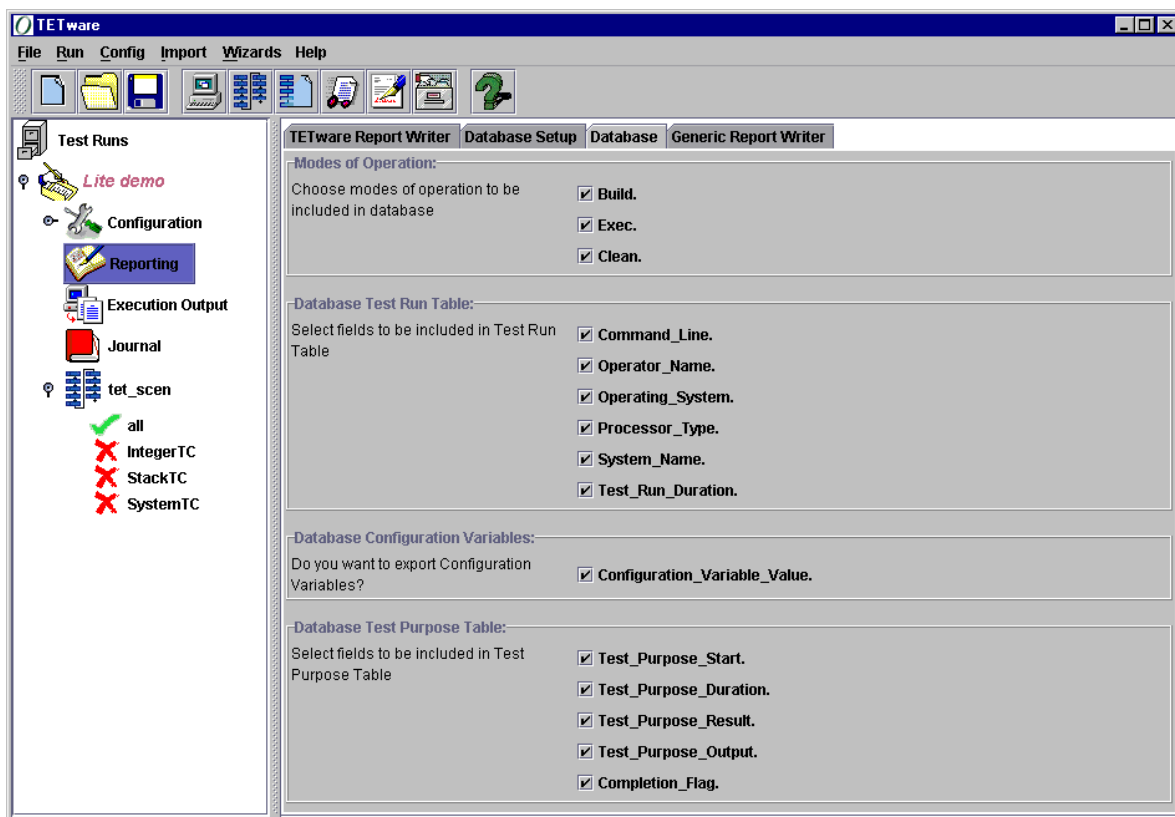 TETware
File Run Config Import Wizards Help
Test Runs
Lite demo
Configuration
Reporting
Execution Output
Journal
tet_scen
all
IntegerTC
StackTC
SystemTC
TETware Report Writer Database Setup Database Generic Report Writer
Modes of Operation:
Choose modes of operation to be
included in database
Build.
Exec.
Clean.
Database Test Run Table:
Select fields to be included in Test Run
Table
Command_Line.
Operator_Name.
Operating_System.
Processor_Type.
System_Name.
Test_Run_Duration.
Database Configuration Variables:
Do you want to export Configuration
Variables?
Configuration_Variable_Value.
Database Test Purpose Table:
Select fields to be included in Test
Purpose Table
Test_Purpose_Start.
Test_Purpose_Duration.
Test_Purpose_Result.
Test_Purpose_Output.
Completion_Flag.